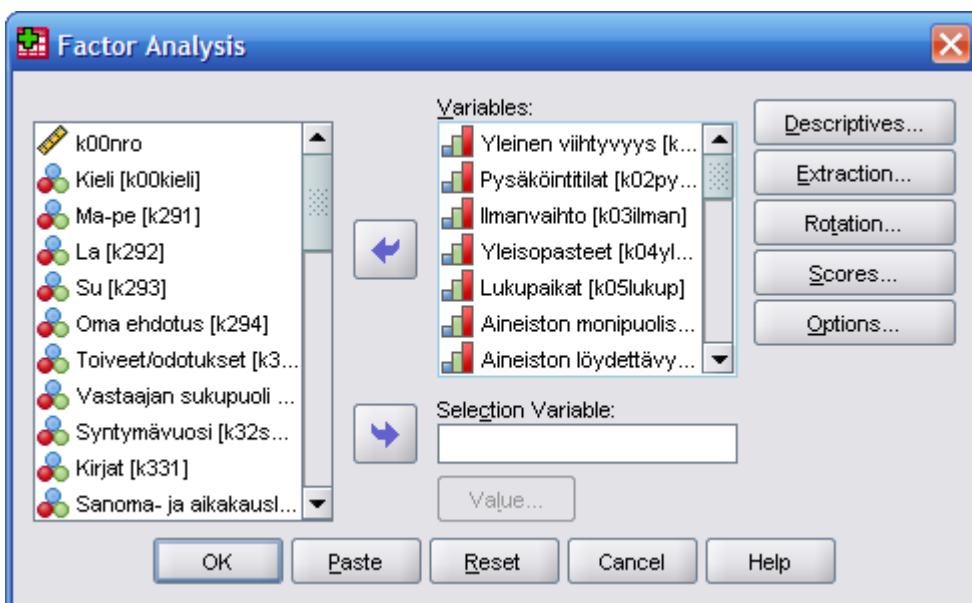 Factor Analysis
k00nro
Kieli [k00kieli]
Ma-pe [k291]
La [k292]
Su [k293]
Oma ehdotus [k294]
Toiveet/odotukset [k3...
Vastaajan sukupuoli ...
Syntymävuosi [k32s...
Kirjat [k331]
Sanoma- ja aikakausl...
Variables:
Yleinen viihtyvyys [k...
Pysäköintitilat [k02py...
Ilmanvaihto [k03ilman]
Yleisopasteet [k04yl...
Lukupaikat [k05lukup]
Aineiston monipuolis...
Aineiston löydettävy...
Selection Variable:
Value...
Descriptives...
Extraction...
Rotation...
Scores...
Options...
OK
Paste
Reset
Cancel
Help